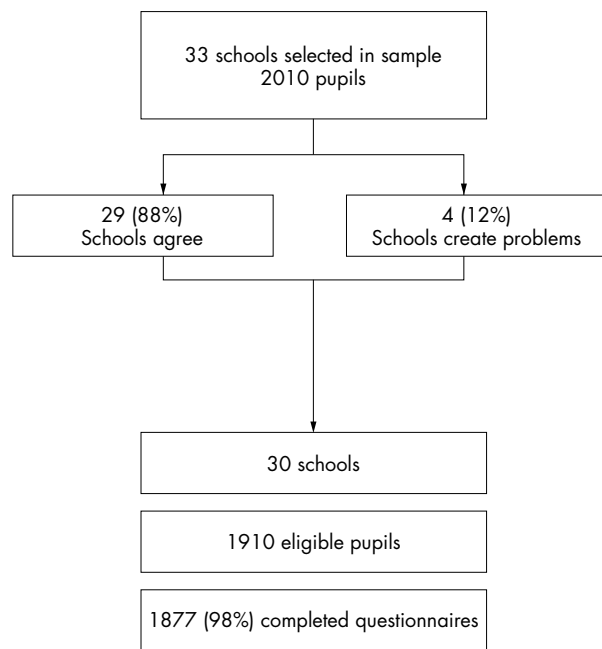 33 schools selected in sample
2010 pupils
29 (88%)
Schools agree
4 (12%)
Schools create problems
30 schools
1910 eligible pupils
1877 (98%) completed questionnaires